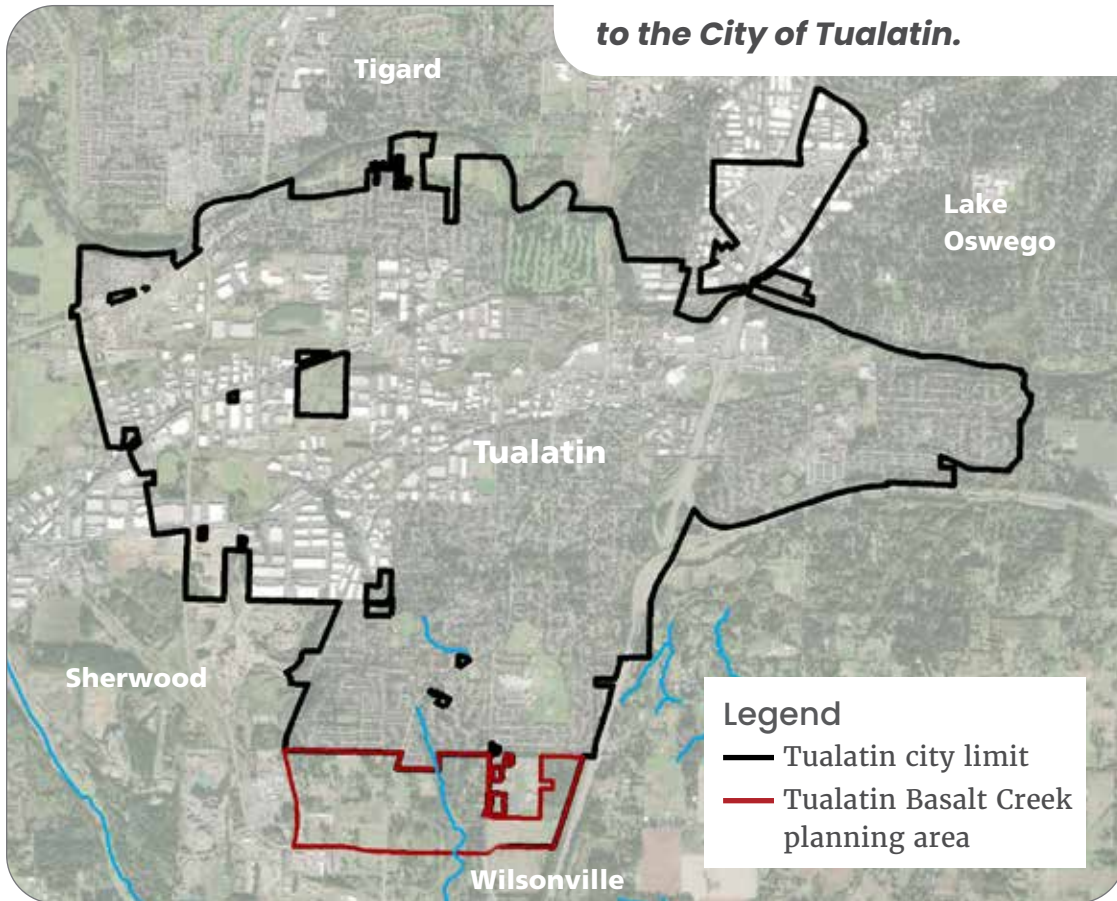 to the City of Tualatin.
Tigard
Lake
Oswego
Tualatin
Sherwood
Legend
Tualatin city limit
Tualatin Basalt Creek
planning area
Wilsonville